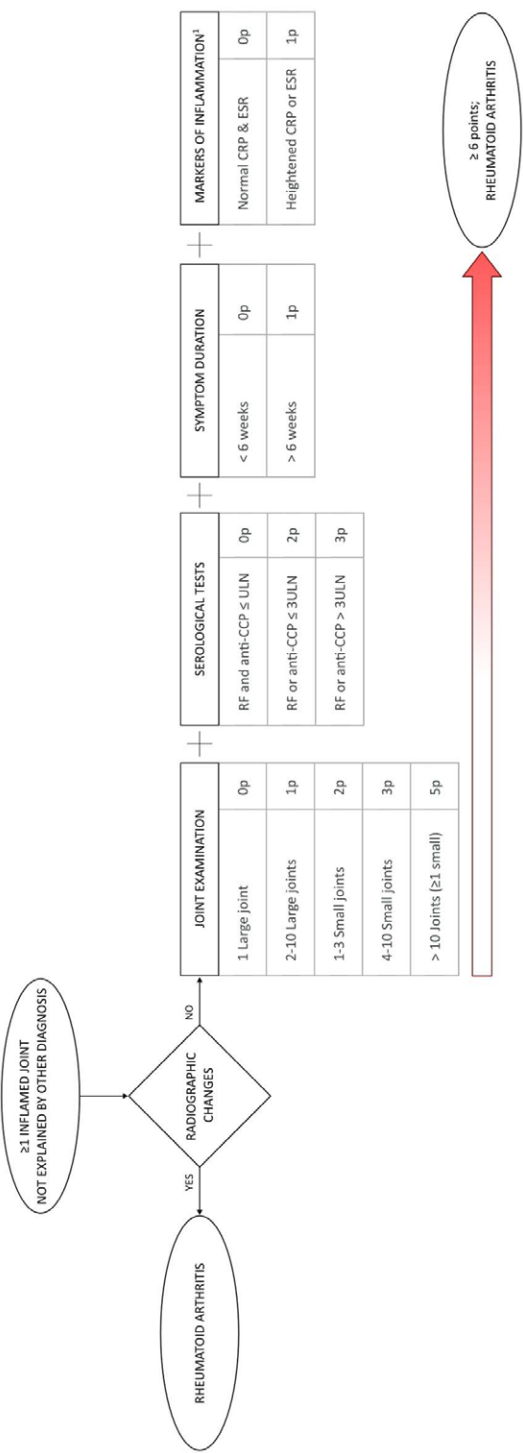 ≥1 INFLAMED JOINT
NOT EXPLAINED BY OTHER DIAGNOSIS
RADIOGRAPHIC
CHANGES
YES
NO
RHEUMATOID ARTHRITIS
JOINT EXAMINATION
1 Large joint 0p
2-10 Large joints 1p
1-3 Small joints 2p
4-10 Small joints 3p
> 10 Joints (≥1 small) 5p
+
SEROLOGICAL TESTS
RF and anti-CCP ≤ ULN 0p
RF or anti-CCP ≤ 3ULN 2p
RF or anti-CCP > 3ULN 3p
+
SYMPTOM DURATION
< 6 weeks 0p
> 6 weeks 1p
+
MARKERS OF INFLAMMATION¹
Normal CRP & ESR 0p
Heightened CRP or ESR 1p
≥ 6 points;
RHEUMATOID ARTHRITIS